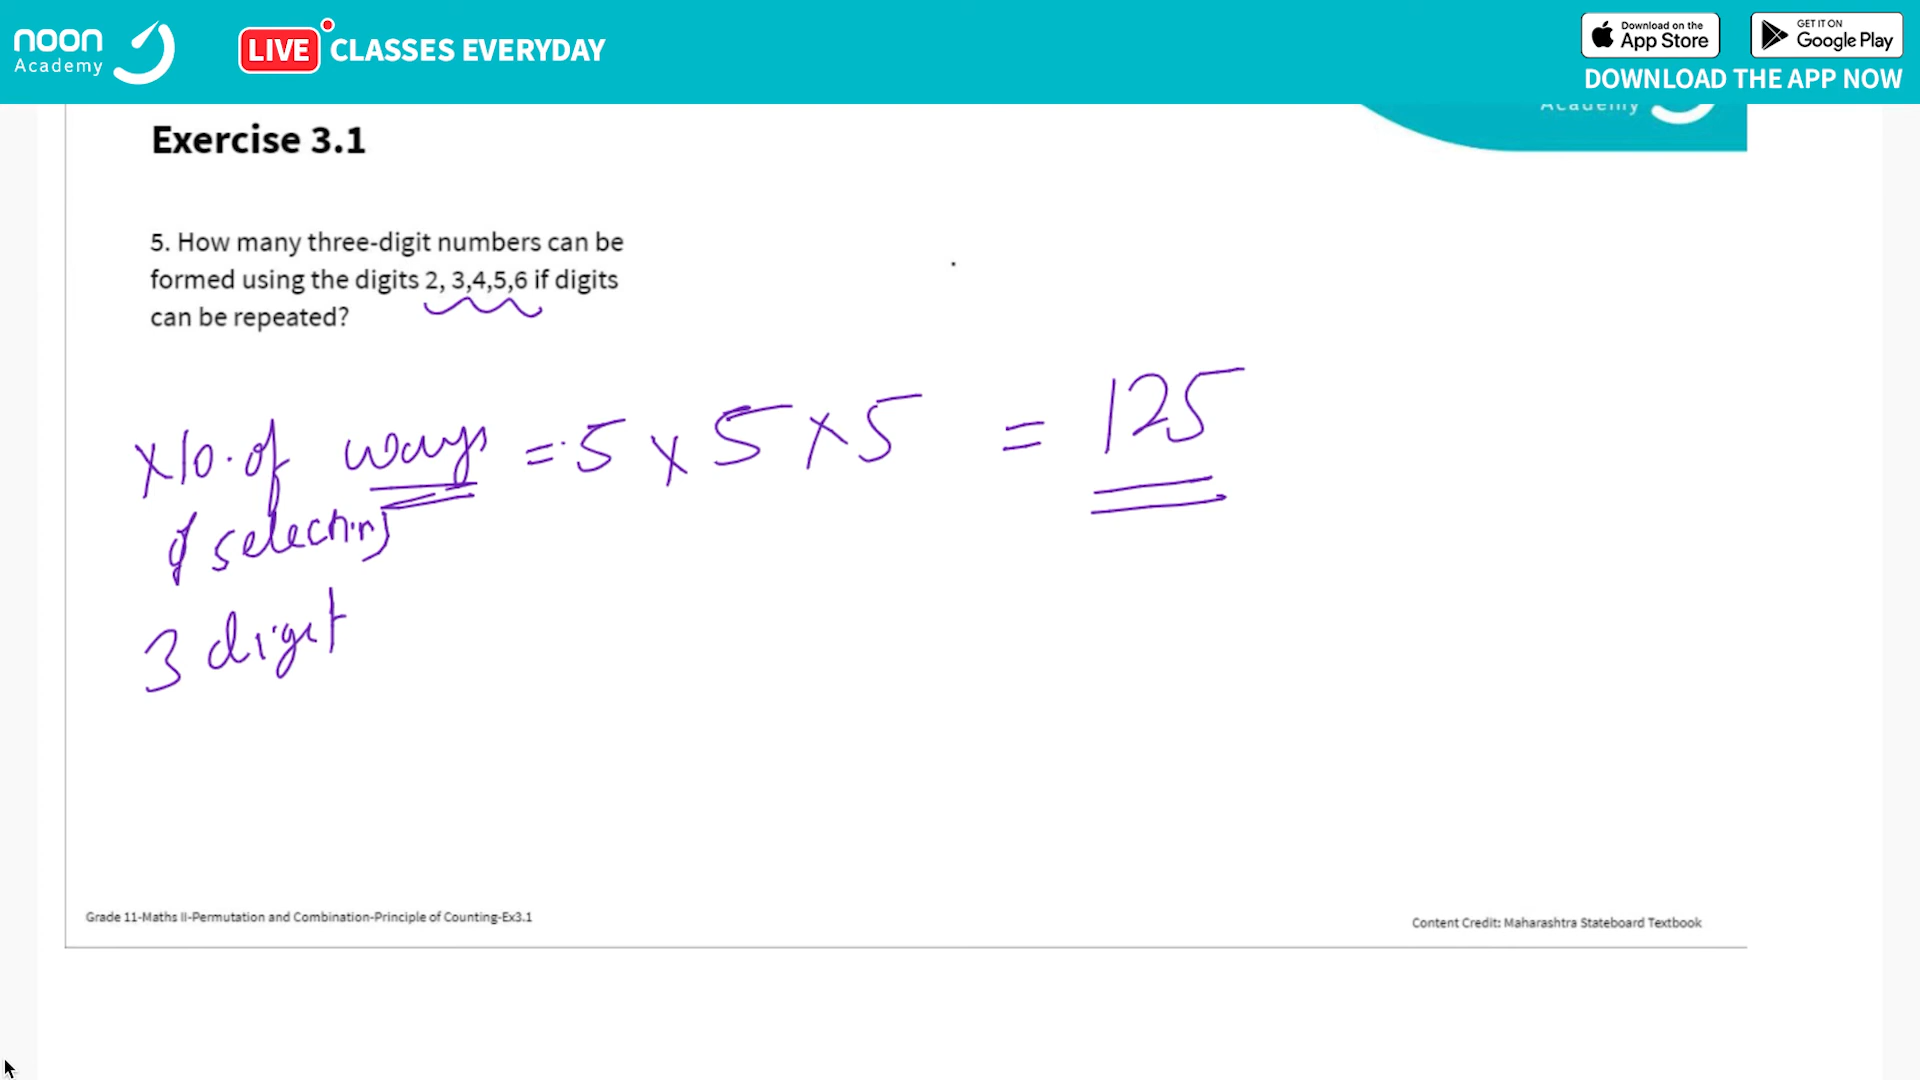 noon
Academy
LIVE CLASSES EVERYDAY
Download on the
App Store
GET IT ON
Google Play
DOWNLOAD THE APP NOW
Academy
Exercise 3.1
5. How many three-digit numbers can be
formed using the digits 2, 3,4,5,6 if digits
can be repeated?
No. of ways = 5 x 5 x 5 = 125
of selecting
3 digit
Grade 11-Maths II-Permutation and Combination-Principle of Counting-Ex3.1
Content Credit: Maharashtra Stateboard Textbook